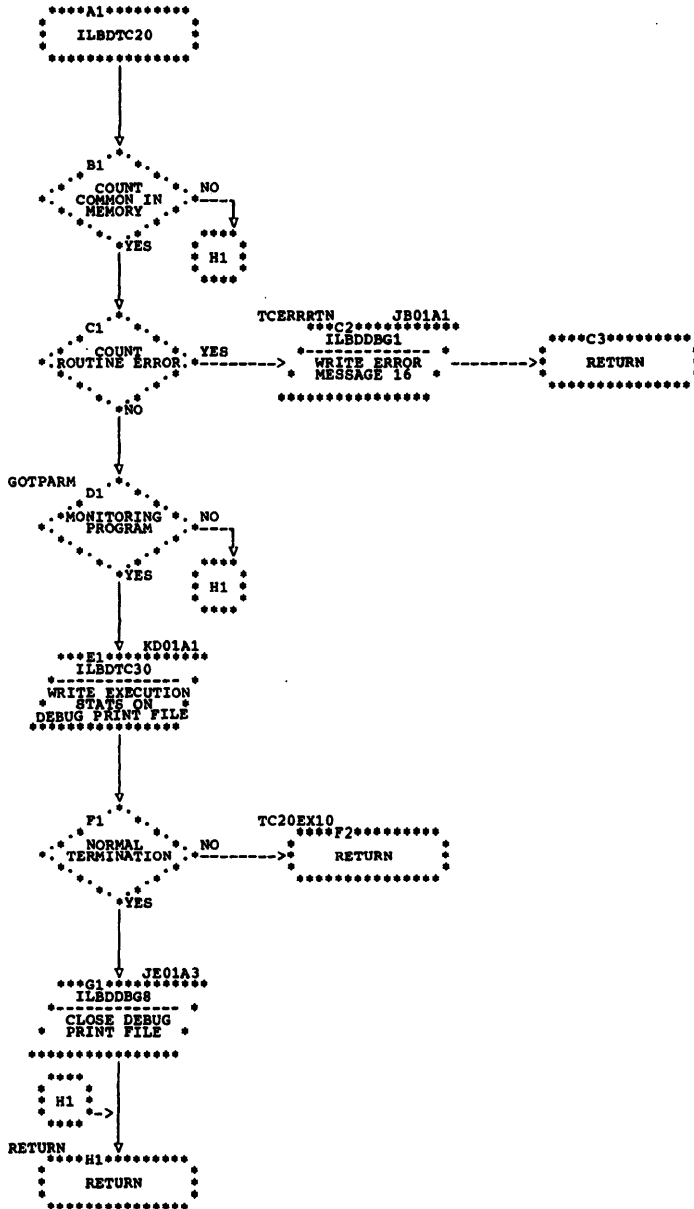 A1
ILBDTC20
B1
COUNT
COMMON IN
MEMORY
NO
YES
H1
C1
COUNT
ROUTINE ERROR
YES
NO
TCERRRTN
JB01A1
C2
ILBDDBG1
WRITE ERROR
MESSAGE 16
C3
RETURN
GOTPARM
D1
MONITORING
PROGRAM
NO
YES
H1
KD01A1
E1
ILBDTC30
WRITE EXECUTION
STATS ON
DEBUG PRINT FILE
F1
NORMAL
TERMINATION
NO
YES
TC20EX10
F2
RETURN
JE01A3
G1
ILBDDBG8
CLOSE DEBUG
PRINT FILE
H1
RETURN
H1
RETURN